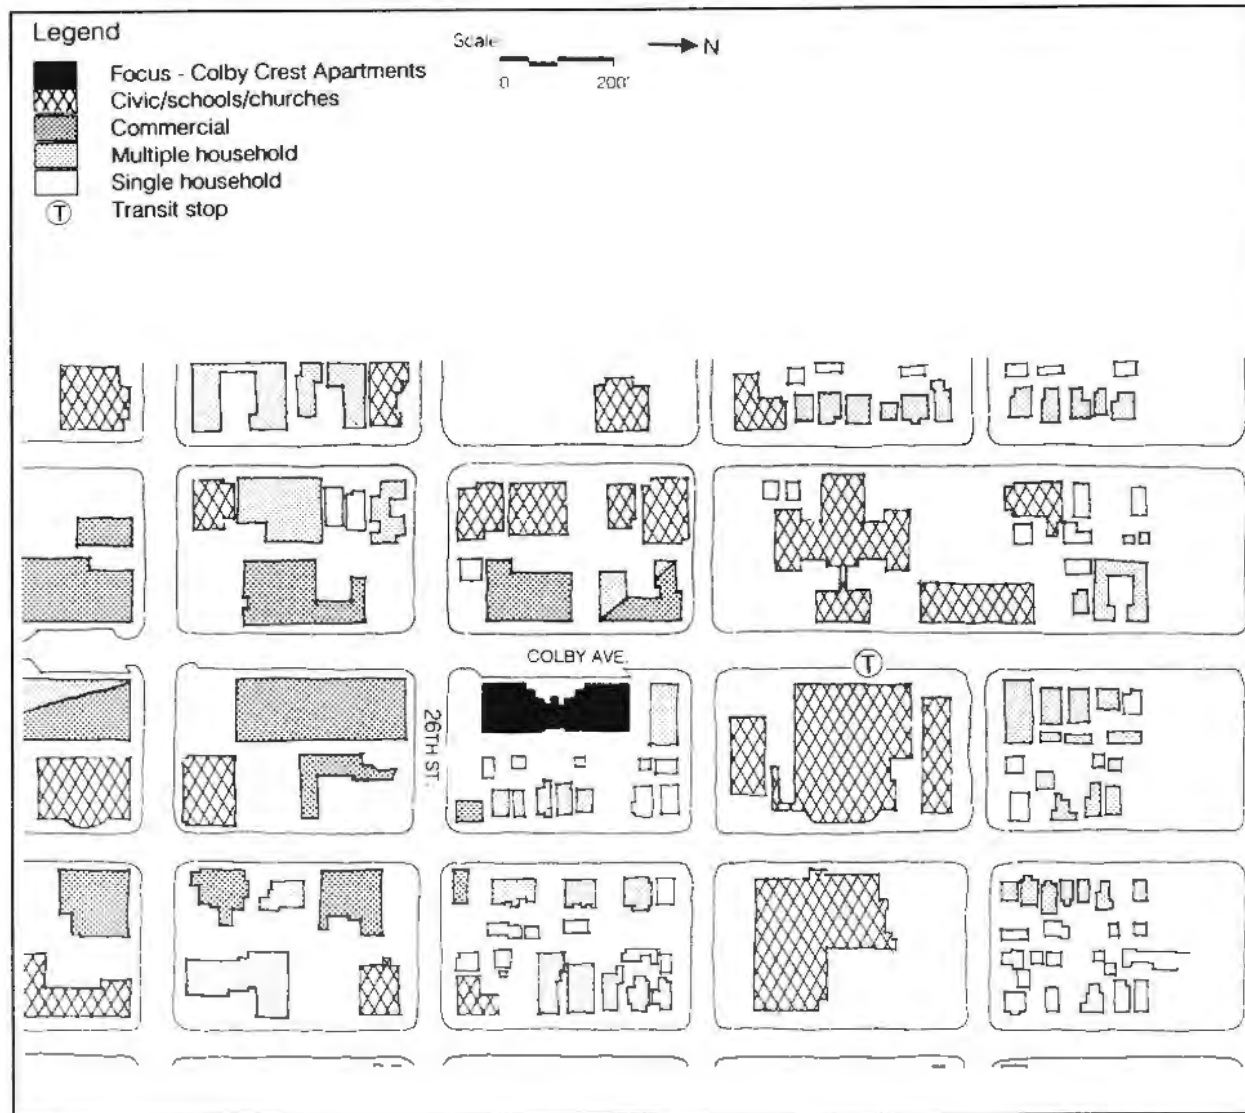 Legend
Focus - Colby Crest Apartments
Civic/schools/churches
Commercial
Multiple household
Single household
T Transit stop
Scale
0 200'
N
COLBY AVE.
T
26TH ST.